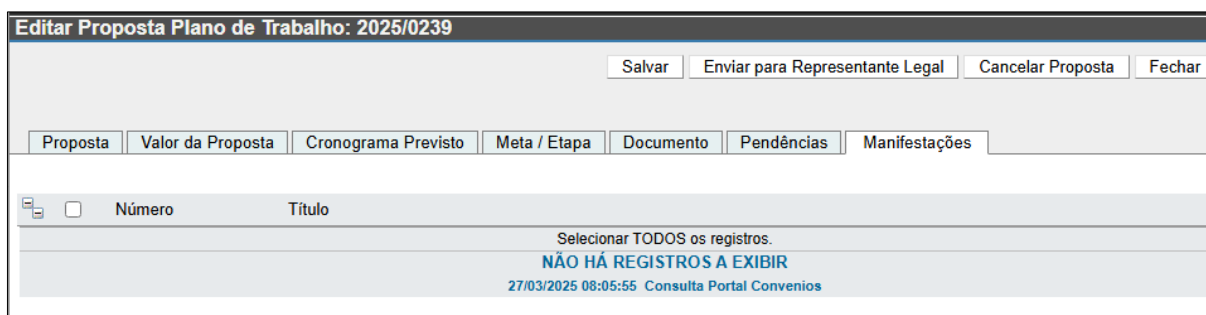 Editar Proposta Plano de Trabalho: 2025/0239
Salvar Enviar para Representante Legal Cancelar Proposta Fechar
Proposta Valor da Proposta Cronograma Previsto Meta / Etapa Documento Pendências Manifestações
Número Título
Selecionar TODOS os registros.
NÃO HÁ REGISTROS A EXIBIR
27/03/2025 08:05:55 Consulta Portal Convenios